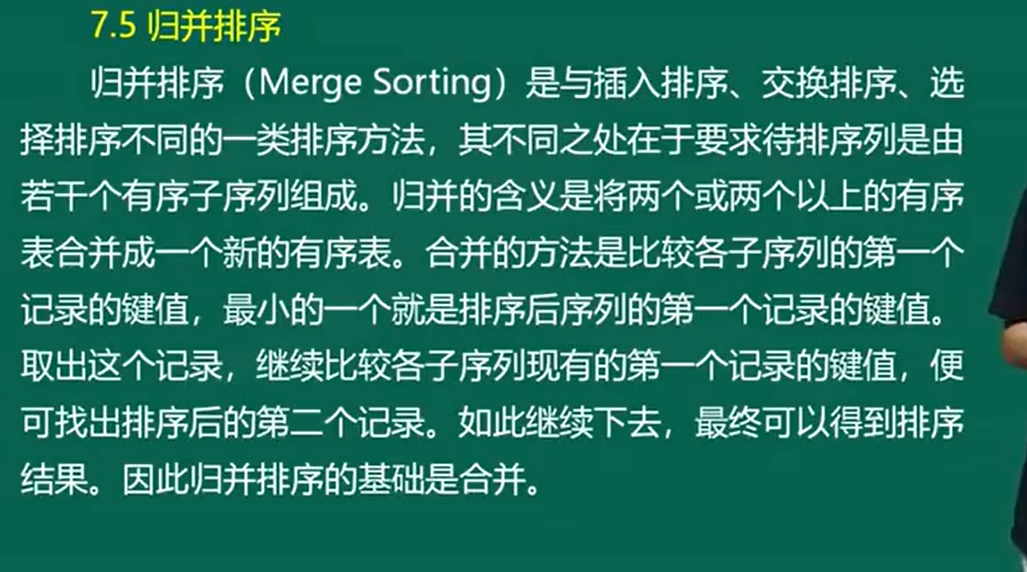 7.5 归并排序
归并排序（Merge Sorting）是与插入排序、交换排序、选
择排序不同的一类排序方法，其不同之处在于要求待排序列是由
若干个有序子序列组成。归并的含义是将两个或两个以上的有序
表合并成一个新的有序表。合并的方法是比较各子序列的第一个
记录的键值，最小的一个就是排序后序列的第一个记录的键值。
取出这个记录，继续比较各子序列现有的第一个记录的键值，便
可找出排序后的第二个记录。如此继续下去，最终可以得到排序
结果。因此归并排序的基础是合并。